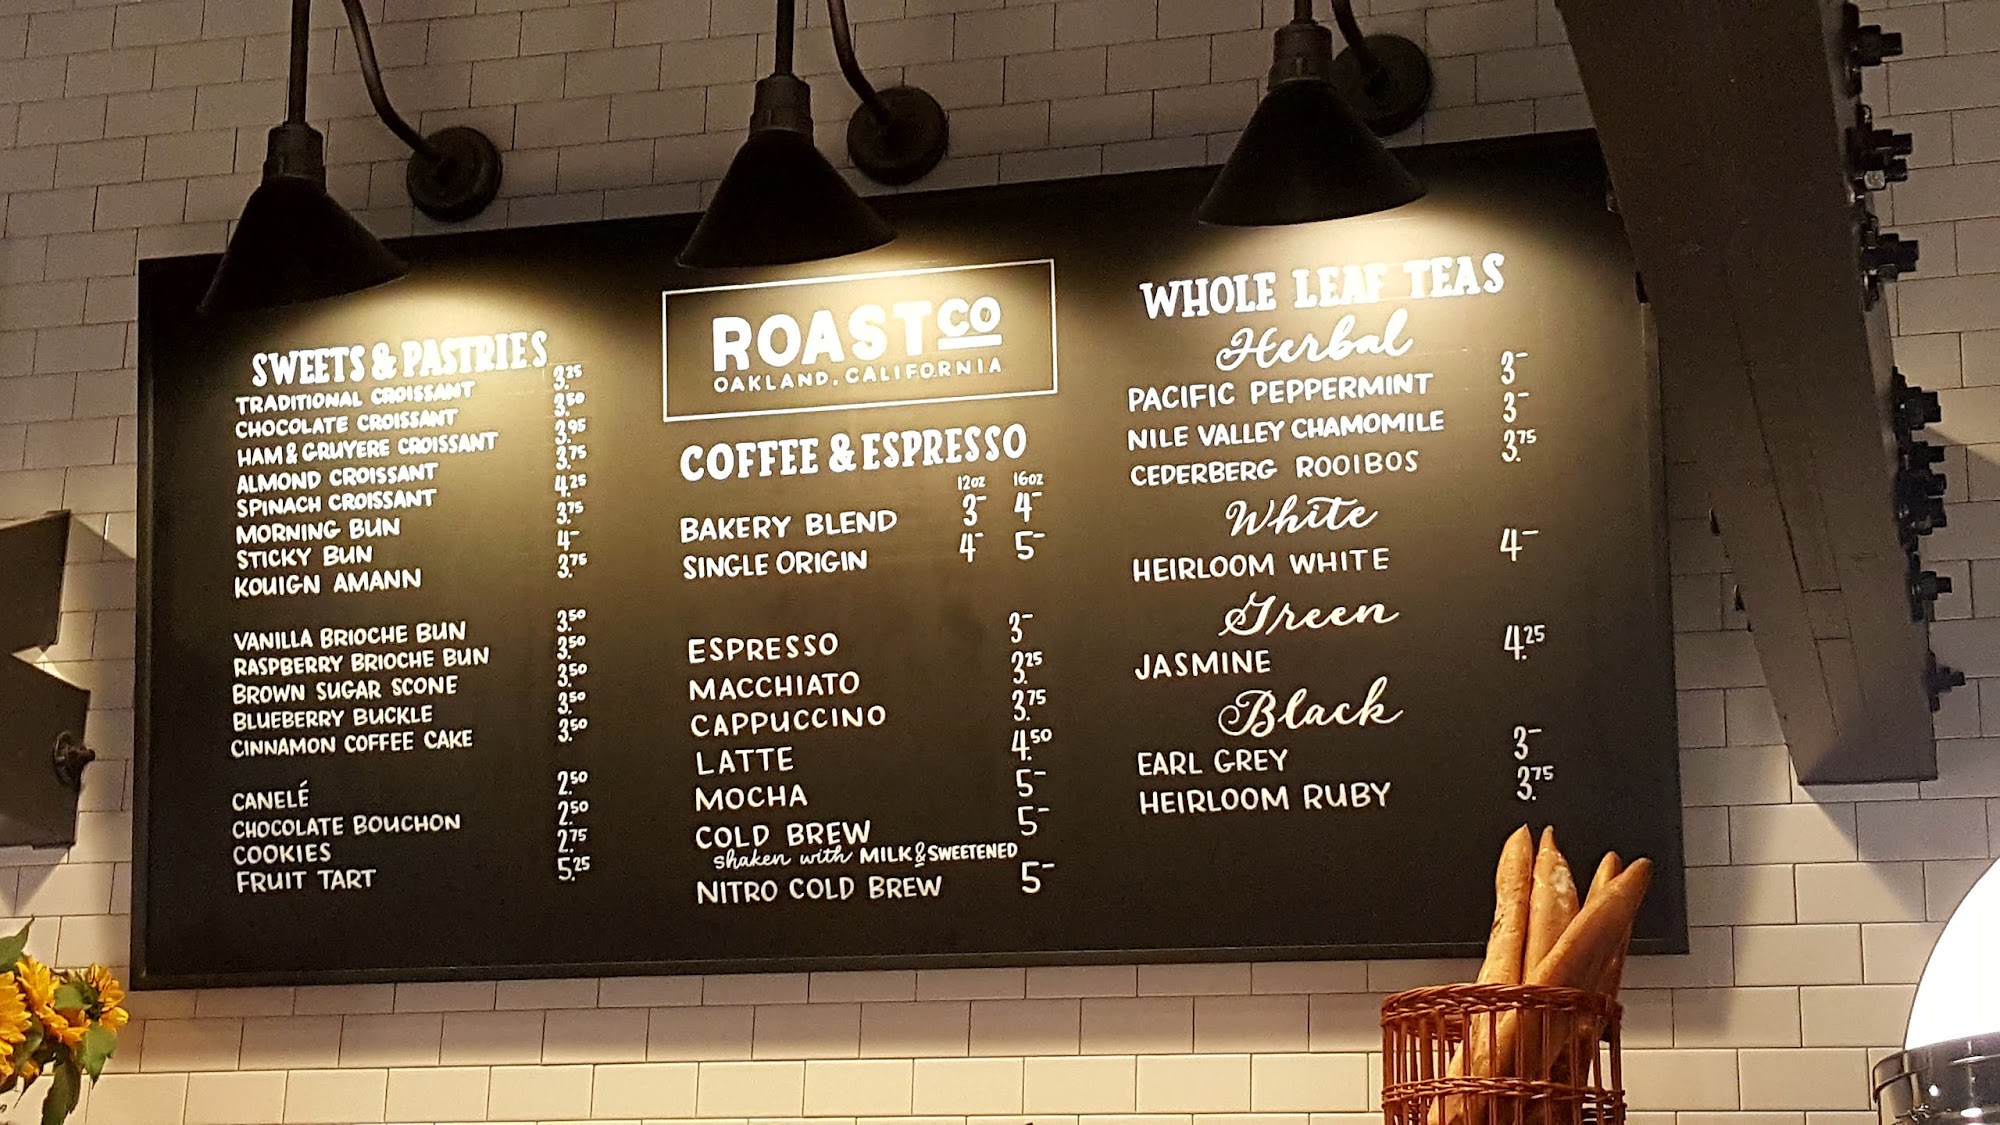 SWEETS & PASTRIES
TRADITIONAL CROISSANT 3.25
CHOCOLATE CROISSANT 3.50
HAM & GRUYERE CROISSANT 3.95
ALMOND CROISSANT 3.75
SPINACH CROISSANT 4.25
MORNING BUN 3.75
STICKY BUN 4-
KOUIGN AMANN 3.75
VANILLA BRIOCHE BUN 3.50
RASPBERRY BRIOCHE BUN 3.50
BROWN SUGAR SCONE 3.50
BLUEBERRY BUCKLE 3.50
CINNAMON COFFEE CAKE 3.50
CANELÉ 2.50
CHOCOLATE BOUCHON 2.50
COOKIES 2.75
FRUIT TART 5.25
ROAST CO
OAKLAND, CALIFORNIA
COFFEE & ESPRESSO
12oz 16oz
BAKERY BLEND 3- 4-
SINGLE ORIGIN 4- 5-
ESPRESSO 3-
MACCHIATO 3.25
CAPPUCCINO 3.75
LATTE 4.50
MOCHA 5-
COLD BREW 5-
shaken with MILK & SWEETENED
NITRO COLD BREW 5-
WHOLE LEAF TEAS
Herbal
PACIFIC PEPPERMINT 3-
NILE VALLEY CHAMOMILE 3-
CEDERBERG ROOIBOS 3.75
White
HEIRLOOM WHITE 4-
Green
JASMINE 4.25
Black
EARL GREY 3-
HEIRLOOM RUBY 3.75